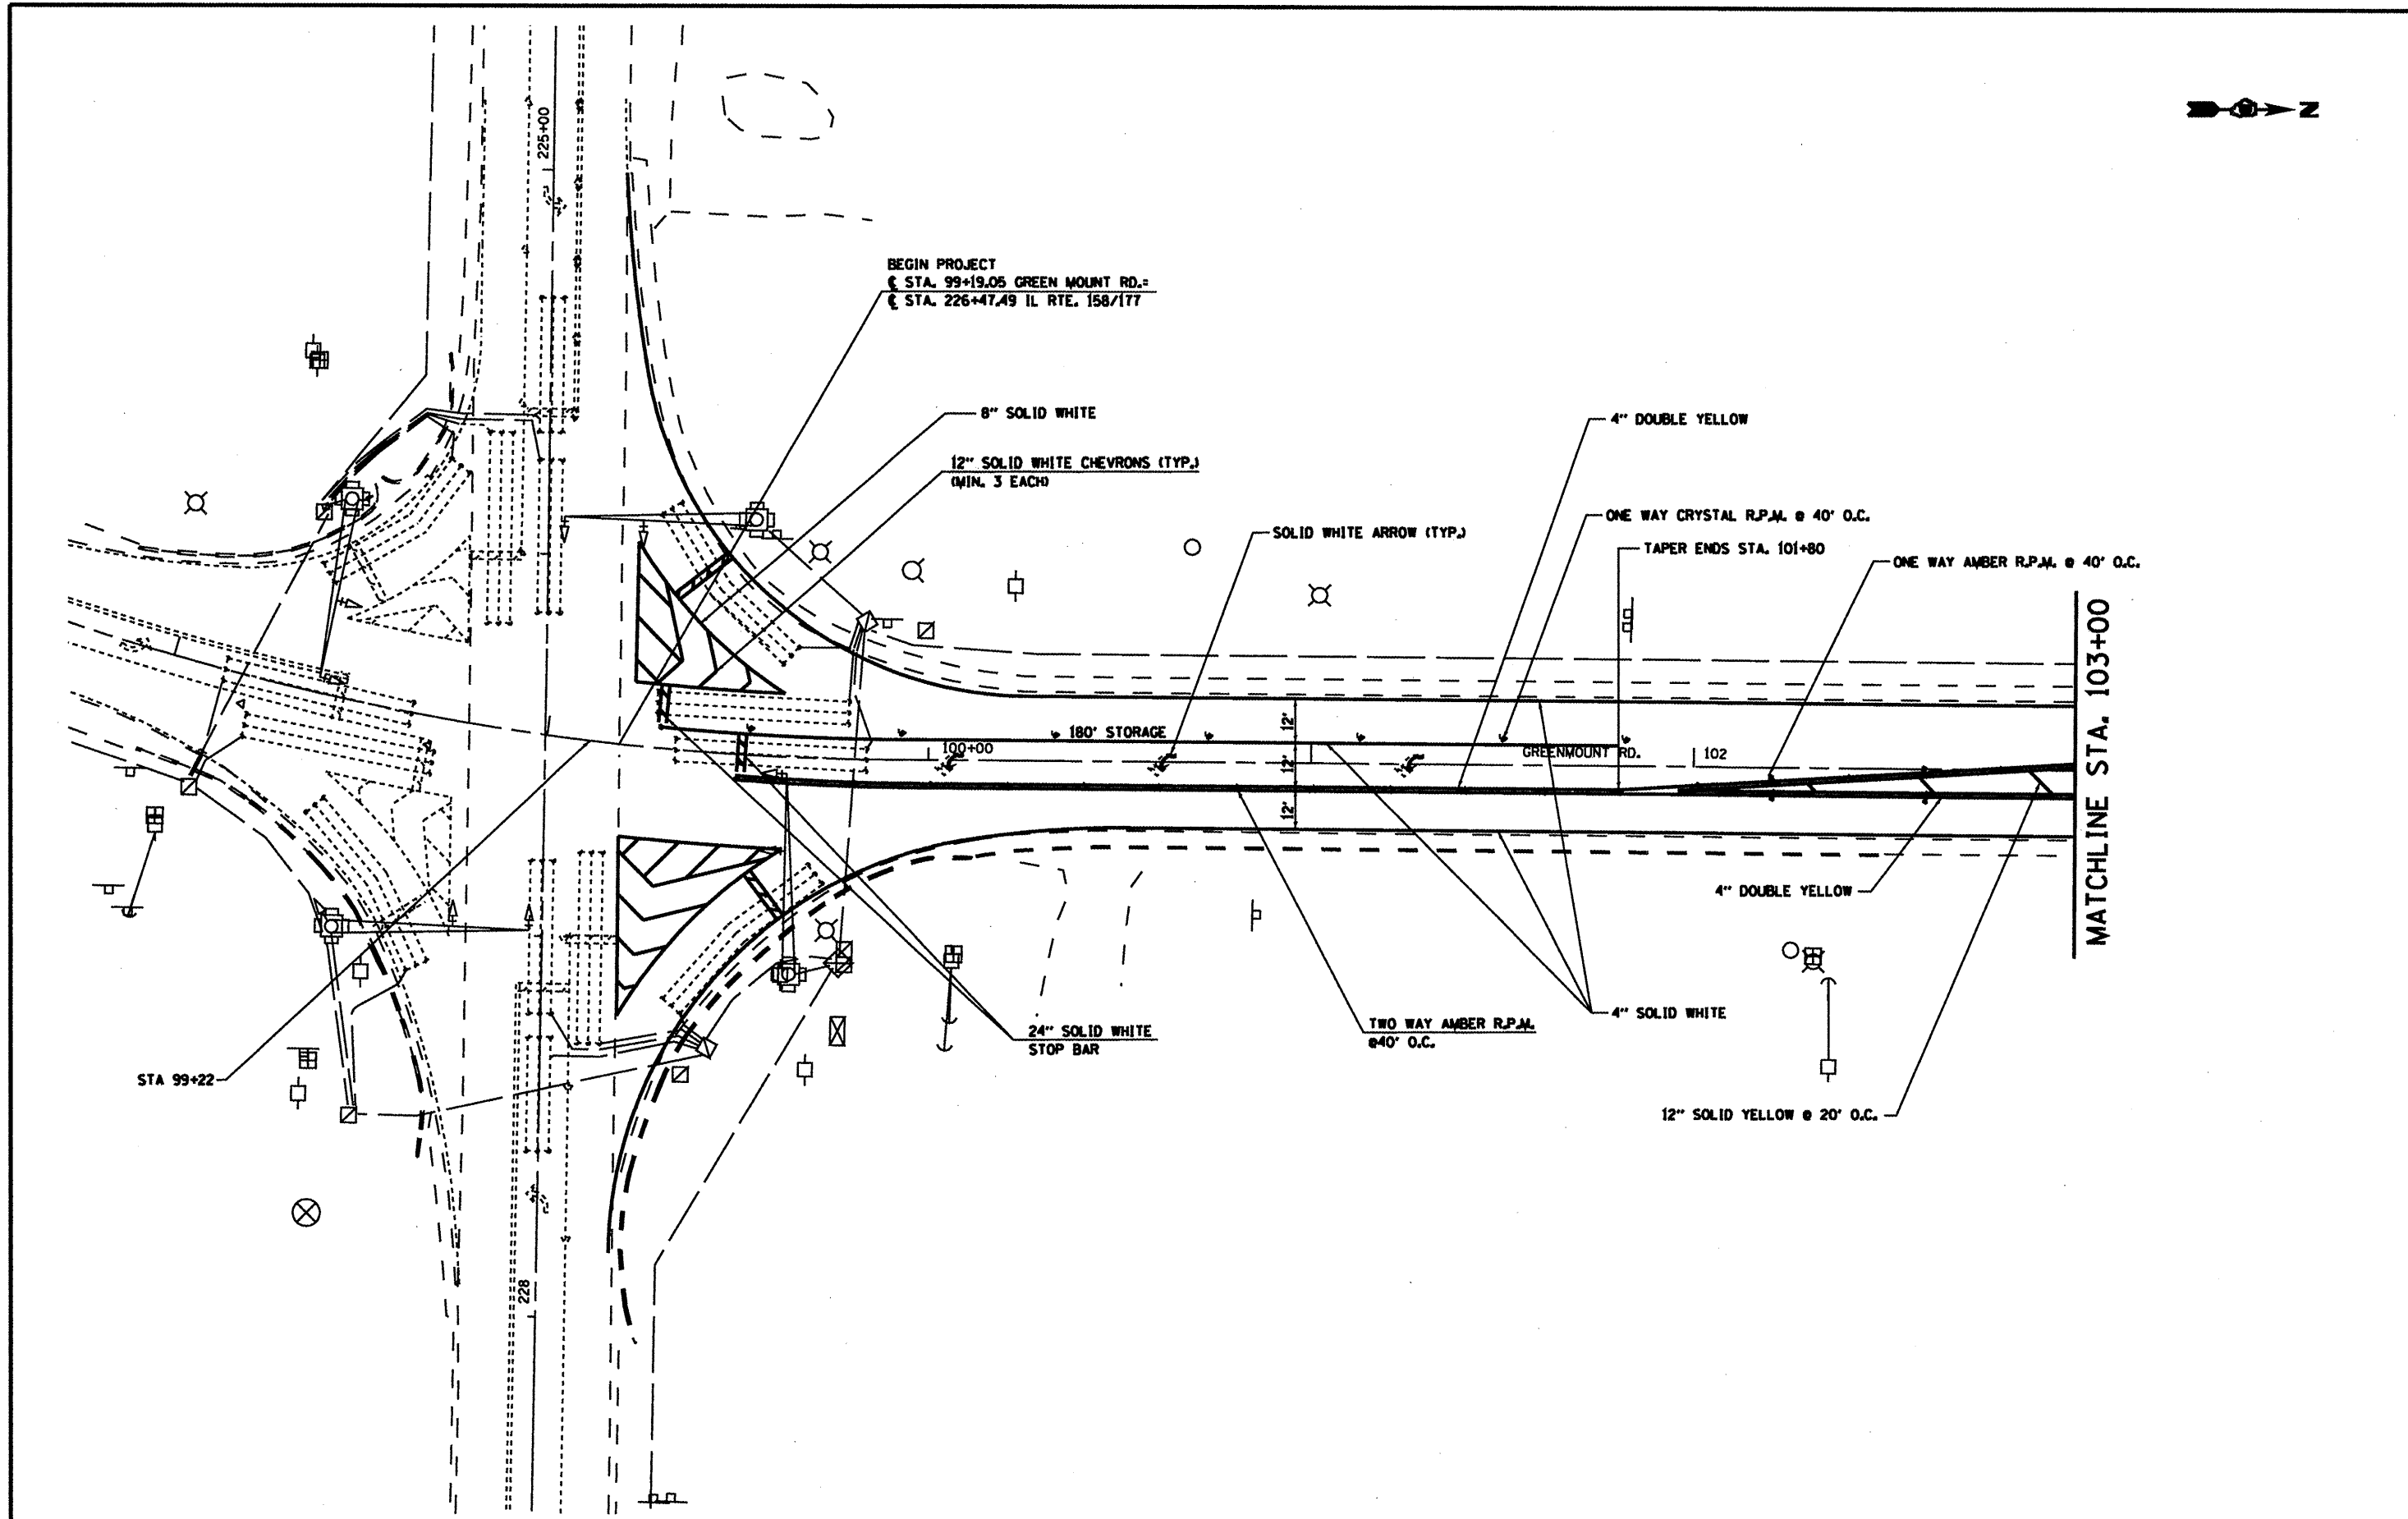 N
225+00
BEGIN PROJECT
℄ STA. 99+19.05 GREEN MOUNT RD.=
℄ STA. 226+47.49 IL RTE. 158/177
8" SOLID WHITE
12" SOLID WHITE CHEVRONS (TYP.)
(MIN. 3 EACH)
4" DOUBLE YELLOW
SOLID WHITE ARROW (TYP.)
ONE WAY CRYSTAL R.P.M. @ 40' O.C.
TAPER ENDS STA. 101+80
ONE WAY AMBER R.P.M. @ 40' O.C.
MATCHLINE STA. 103+00
180' STORAGE
12'
100+00
GREENMOUNT RD.
102
12'
12'
4" DOUBLE YELLOW
4" SOLID WHITE
TWO WAY AMBER R.P.M.
@40' O.C.
24" SOLID WHITE
STOP BAR
STA 99+22
12" SOLID YELLOW @ 20' O.C.
228